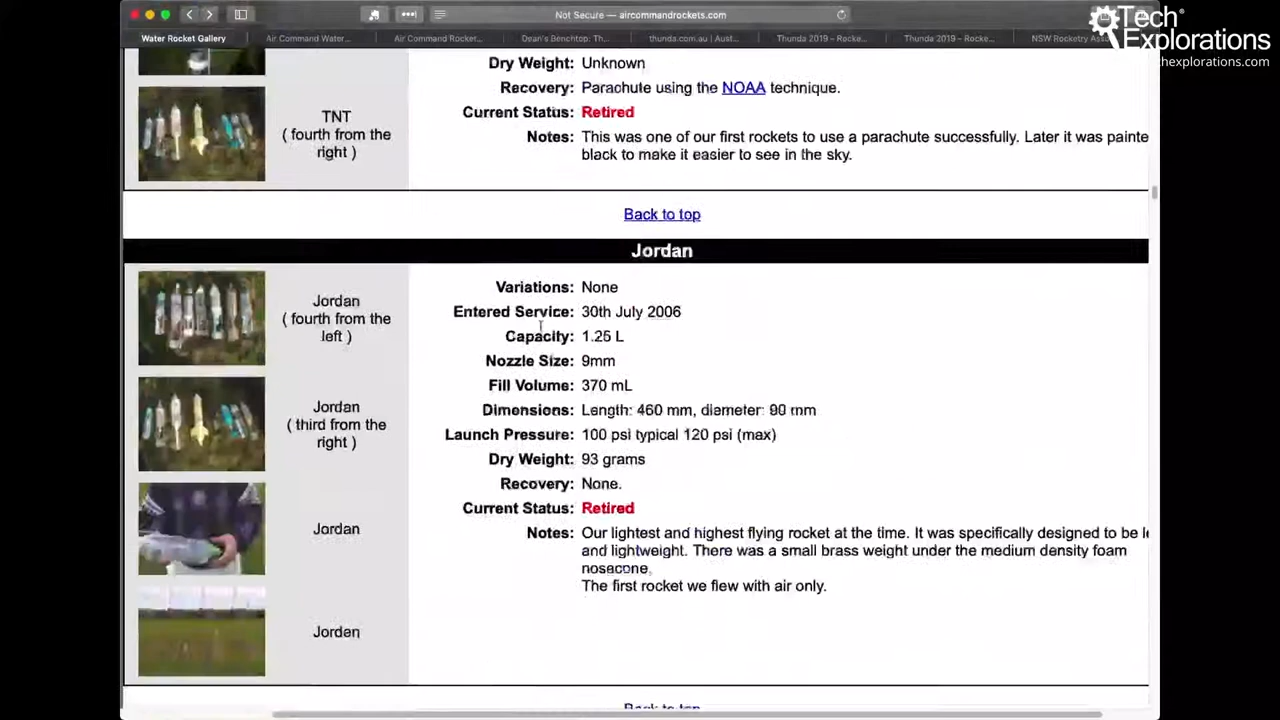 Not Secure — aircommandrockets.com
Tech® Explorations
techexplorations.com
Water Rocket Gallery
Air Command Water...
Air Command Rocket...
Dean's Benchtop: Th...
thunda.com.au | Aust...
Thunda 2019 – Rocke...
Thunda 2019 – Rocke...
NSW Rocketry Ass
Dry Weight: Unknown
Recovery: Parachute using the NOAA technique.
Current Status: Retired
Notes: This was one of our first rockets to use a parachute successfully. Later it was painte
black to make it easier to see in the sky.
TNT
( fourth from the
right )
Back to top
Jordan
Jordan
( fourth from the
left )
Jordan
( third from the
right )
Jordan
Jordan
Variations: None
Entered Service: 30th July 2006
Capacity: 1.25 L
Nozzle Size: 9mm
Fill Volume: 370 mL
Dimensions: Length: 460 mm, diameter: 90 mm
Launch Pressure: 100 psi typical 120 psi (max)
Dry Weight: 93 grams
Recovery: None.
Current Status: Retired
Notes: Our lightest and highest flying rocket at the time. It was specifically designed to be l
and lightweight. There was a small brass weight under the medium density foam
nosecone.
The first rocket we flew with air only.
Back to top